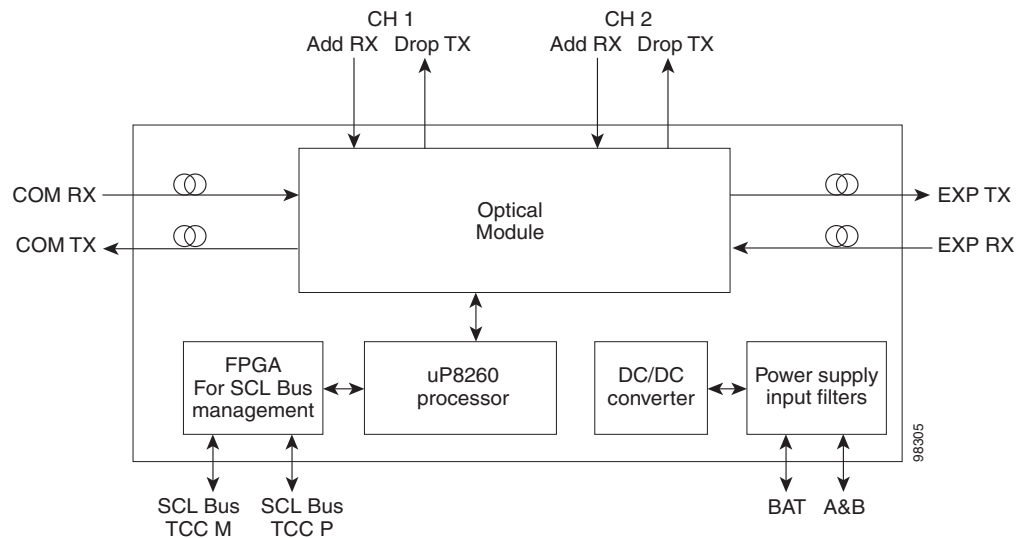 CH 1
CH 2
Add RX Drop TX
Add RX Drop TX
COM RX
COM TX
Optical
Module
EXP TX
EXP RX
FPGA
For SCL Bus
management
uP8260
processor
DC/DC
converter
Power supply
input filters
98305
SCL Bus
TCC M
SCL Bus
TCC P
BAT
A&B